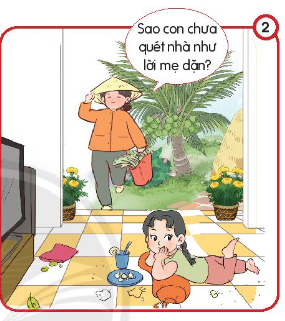 2
Sao con chưa
quét nhà như
lời mẹ dặn?